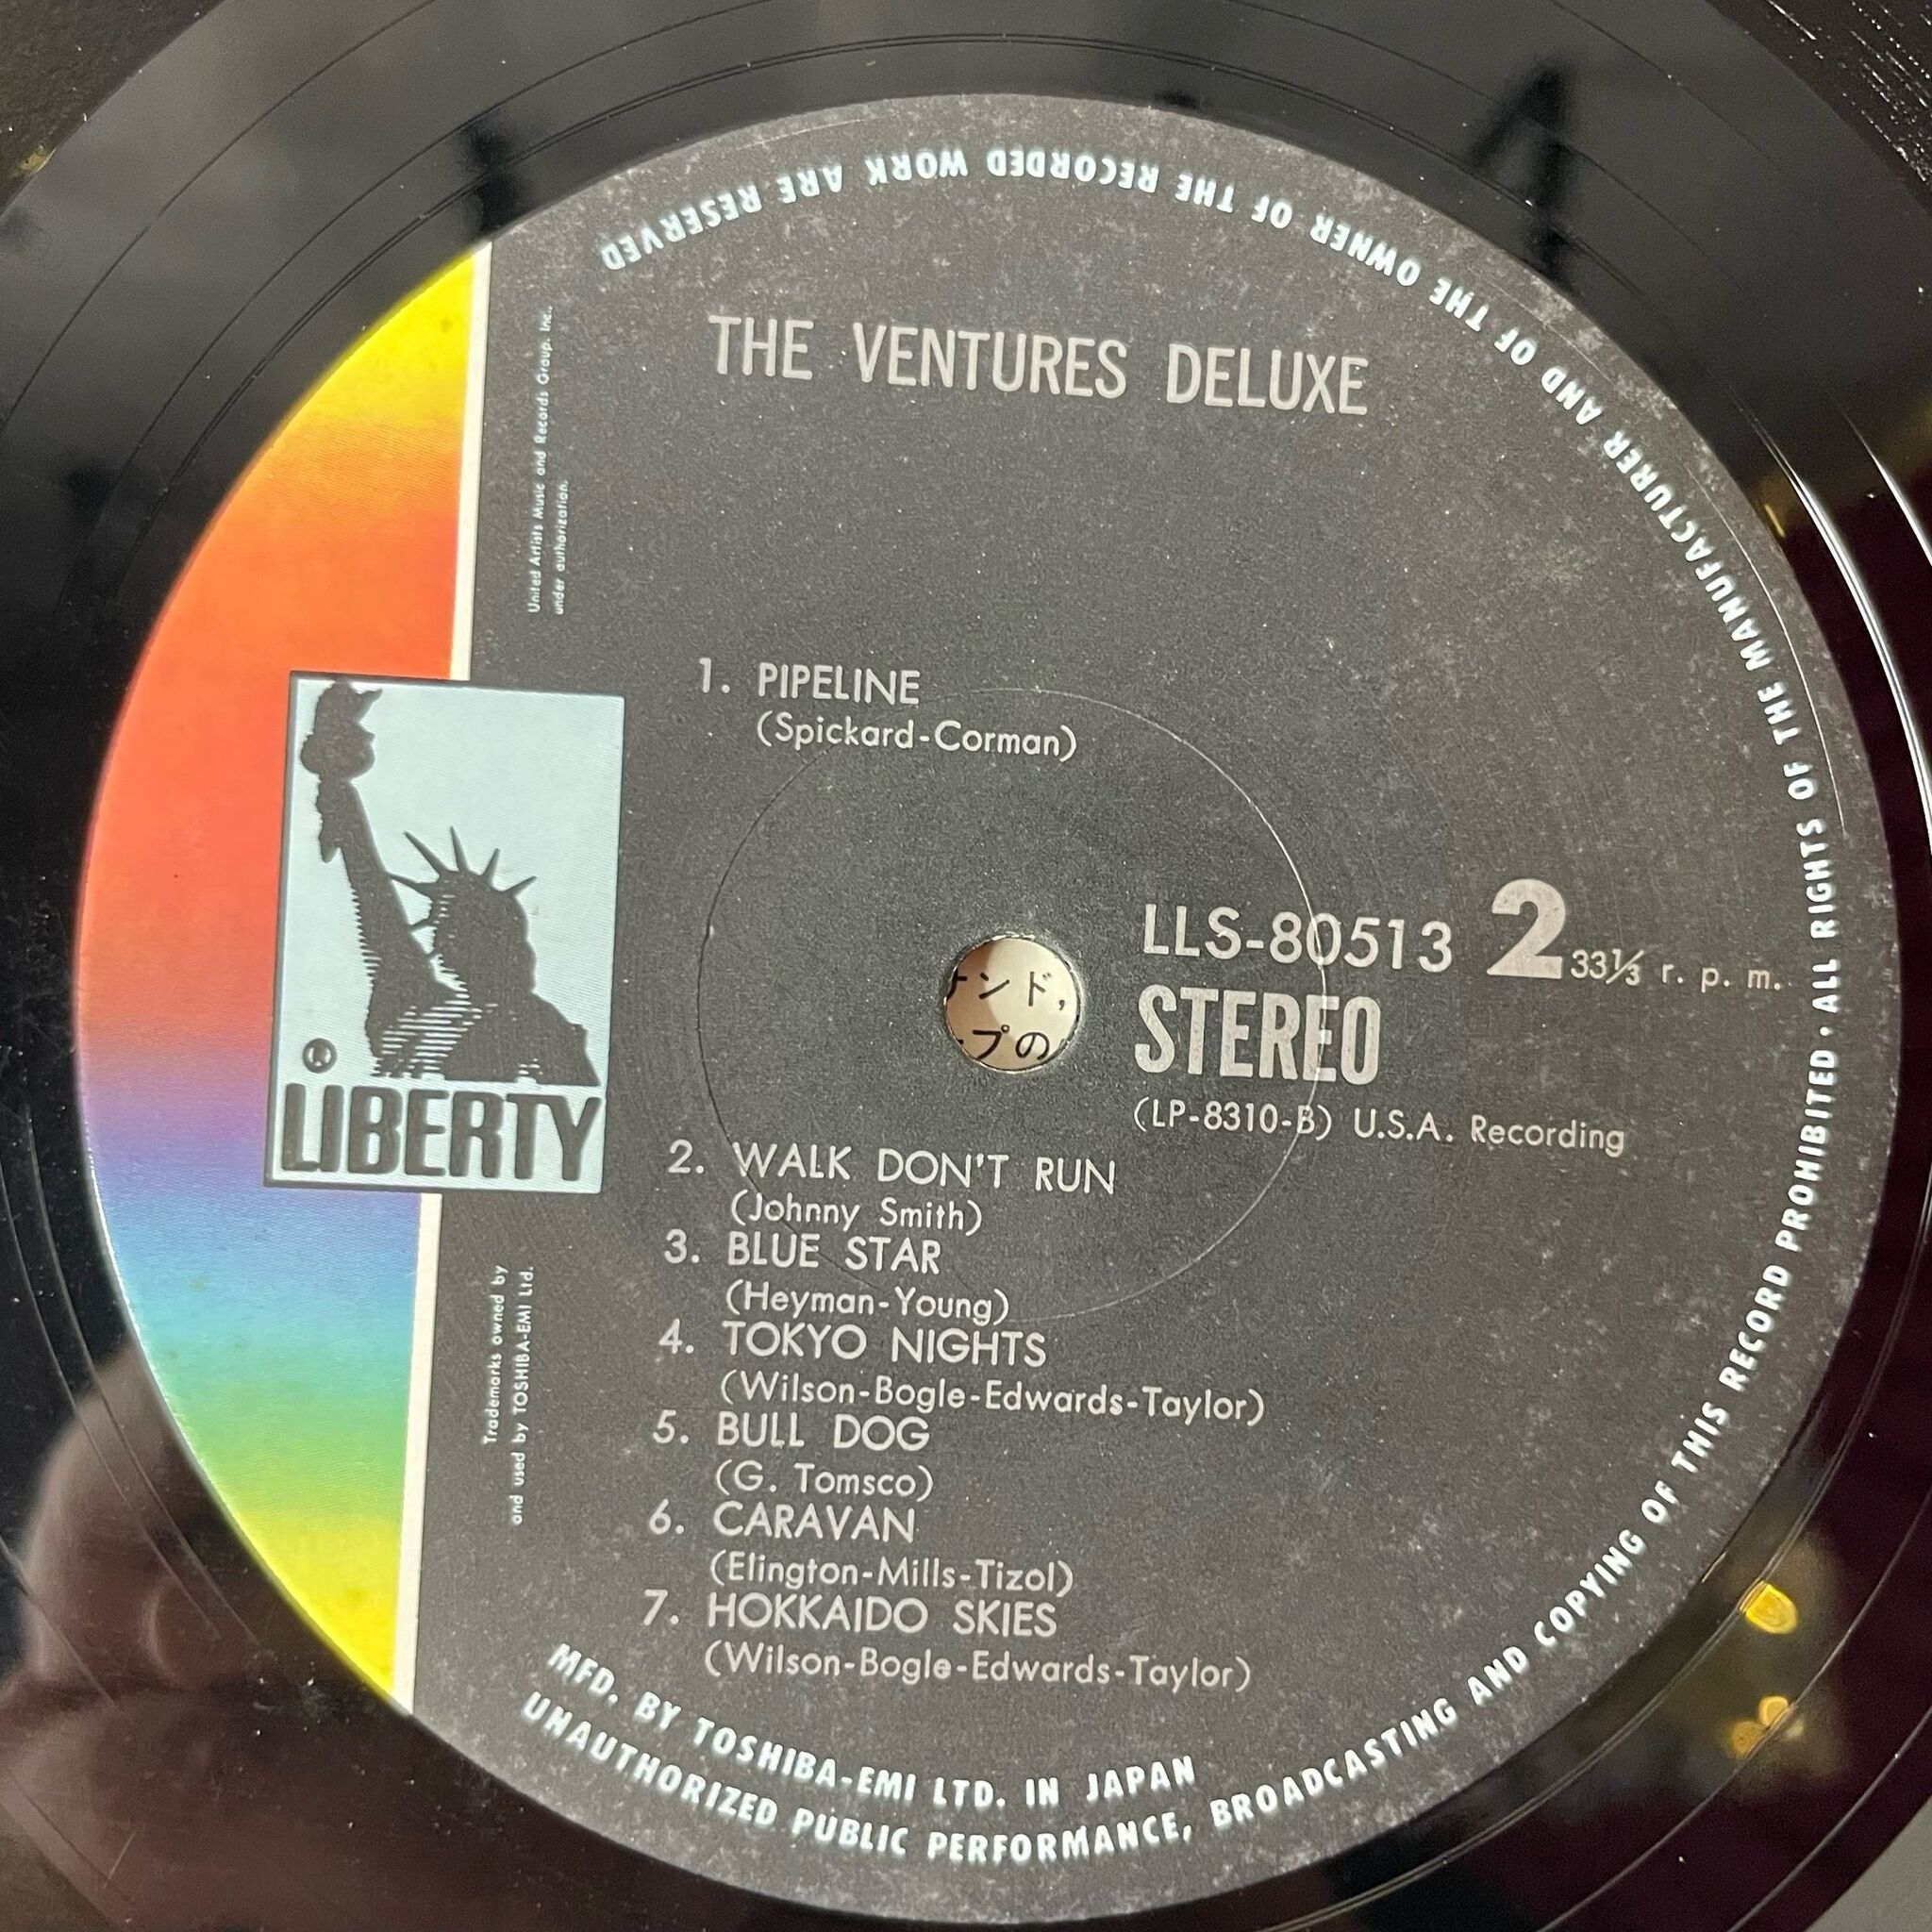 THE VENTURES DELUXE
United Artists Music and Records Group. Inc.,
under authorization.
1. PIPELINE
(Spickard-Corman)
LLS-80513 2 33⅓ r. p. m.
STEREO
(LP-8310-B) U.S.A. Recording
ンド,
プの
®
LIBERTY
2. WALK DON'T RUN
(Johnny Smith)
3. BLUE STAR
(Heyman-Young)
4. TOKYO NIGHTS
(Wilson-Bogle-Edwards-Taylor)
5. BULL DOG
(G. Tomsco)
6. CARAVAN
(Elington-Mills-Tizol)
7. HOKKAIDO SKIES
(Wilson-Bogle-Edwards-Taylor)
Trademarks owned by
and used by TOSHIBA-EMI Ltd.
MFD. BY TOSHIBA-EMI LTD. IN JAPAN
UNAUTHORIZED PUBLIC PERFORMANCE, BROADCASTING AND COPYING OF THIS RECORD PROHIBITED · ALL RIGHTS OF THE MANUFACTURER AND OF THE OWNER OF THE RECORDED WORK ARE RESERVED